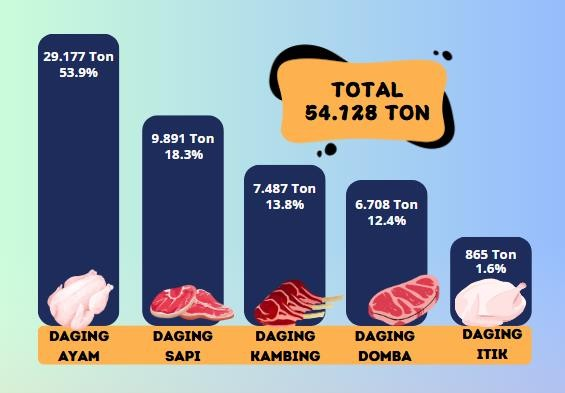 29.177 Ton
53.9%
TOTAL
54.128 TON
9.891 Ton
18.3%
7.487 Ton
13.8%
6.708 Ton
12.4%
865 Ton
1.6%
DAGING
AYAM
DAGING
SAPI
DAGING
KAMBING
DAGING
DOMBA
DAGING
ITIK